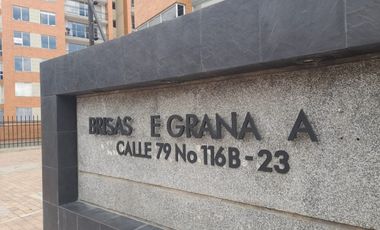 BRISAS E GRANA A
CALLE 79 No 116B-23